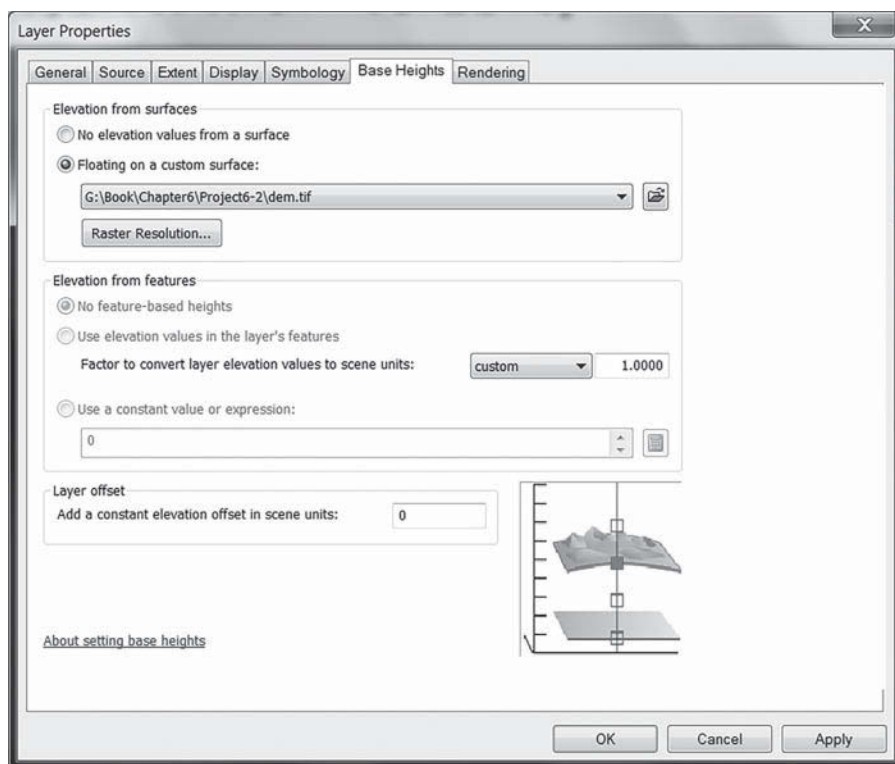 Layer Properties
General Source Extent Display Symbology Base Heights Rendering
Elevation from surfaces
No elevation values from a surface
Floating on a custom surface:
G:\Book\Chapter6\Project6-2\dem.tif
Raster Resolution...
Elevation from features
No feature-based heights
Use elevation values in the layer's features
Factor to convert layer elevation values to scene units: custom 1.0000
Use a constant value or expression:
0
Layer offset
Add a constant elevation offset in scene units: 0
About setting base heights
OK Cancel Apply